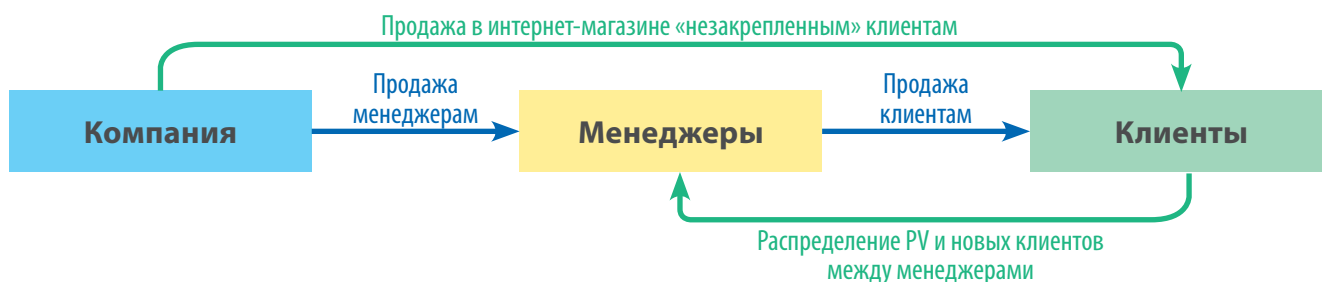 Продажа в интернет-магазине «незакрепленным» клиентам
Продажа
менеджерам
Продажа
клиентам
Компания
Менеджеры
Клиенты
Распределение PV и новых клиентов
между менеджерами